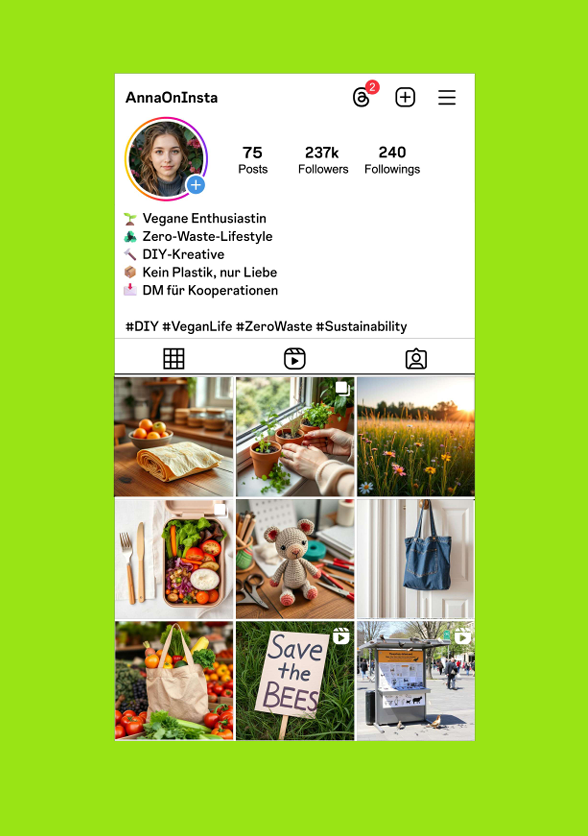 AnnaOnInsta
2
75 237k 240
Posts Followers Followings
Vegane Enthusiastin
Zero-Waste-Lifestyle
DIY-Kreative
Kein Plastik, nur Liebe
DM für Kooperationen
#DIY #VeganLife #ZeroWaste #Sustainability
Save
the
BEES